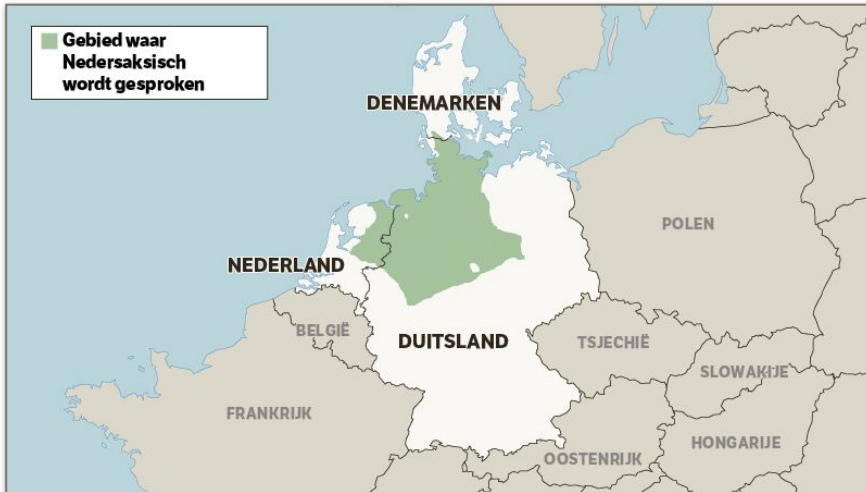 Gebied waar
Nedersaksisch
wordt gesproken
DENEMARKEN
POLEN
NEDERLAND
BELGIË
DUITSLAND
TSJECHIË
SLOWAKIJE
FRANKRIJK
HONGARIJE
OOSTENRIJK